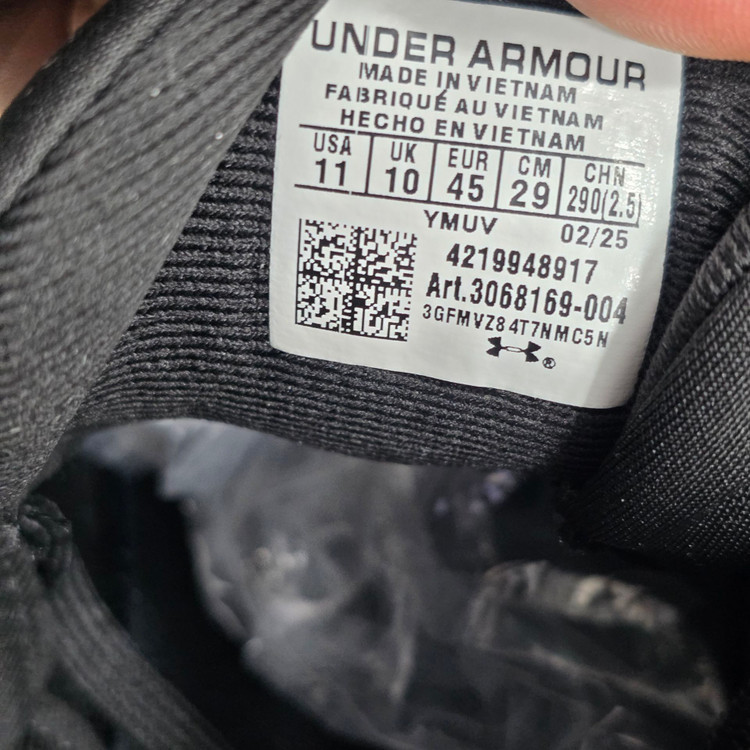 UNDER ARMOUR
MADE IN VIETNAM
FABRIQUÉ AU VIETNAM
HECHO EN VIETNAM
USA UK EUR CM CHN
11 10 45 29 290(2.5)
YMUV 02/25
4219948917
Art.3068169-004
3GFMVZ84T7NMC5N
®